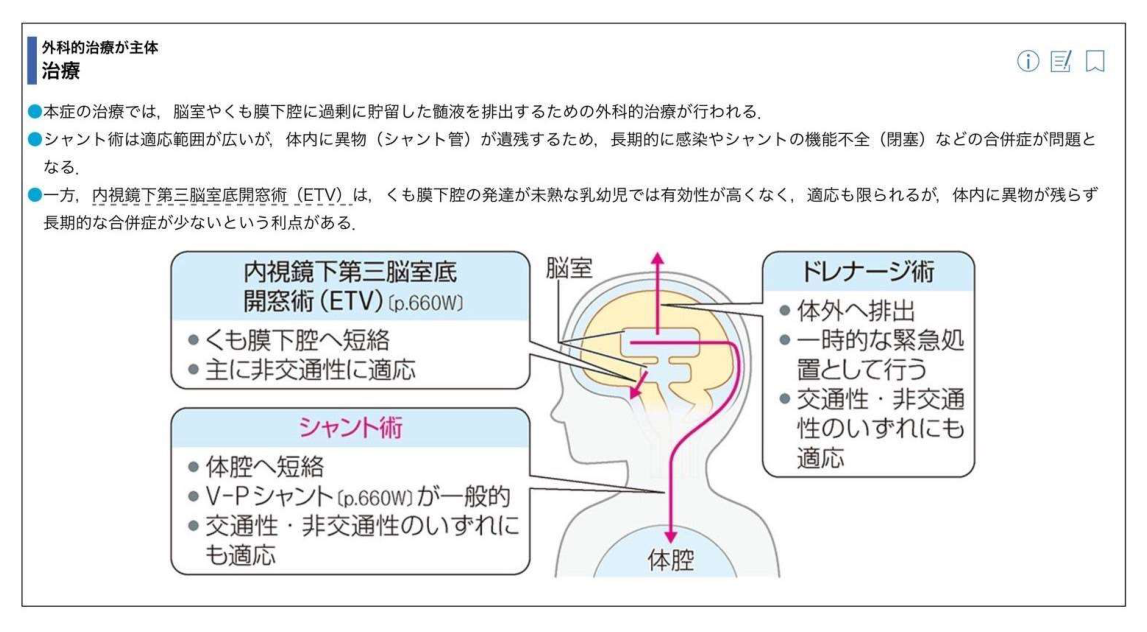 外科的治療が主体
治療
●本症の治療では，脳室やくも膜下腔に過剰に貯留した髄液を排出するための外科的治療が行われる．
●シャント術は適応範囲が広いが，体内に異物（シャント管）が遺残するため，長期的に感染やシャントの機能不全（閉塞）などの合併症が問題と
なる．
●一方，内視鏡下第三脳室底開窓術（ETV）は，くも膜下腔の発達が未熟な乳幼児では有効性が高くなく，適応も限られるが，体内に異物が残らず
長期的な合併症が少ないという利点がある．
内視鏡下第三脳室底
開窓術（ETV）〔p.660W〕
● くも膜下腔へ短絡
● 主に非交通性に適応
シャント術
● 体腔へ短絡
● V-Pシャント〔p.660W〕が一般的
● 交通性・非交通性のいずれに
も適応
脳室
体腔
ドレナージ術
● 体外へ排出
● 一時的な緊急処
置として行う
● 交通性・非交通
性のいずれにも
適応